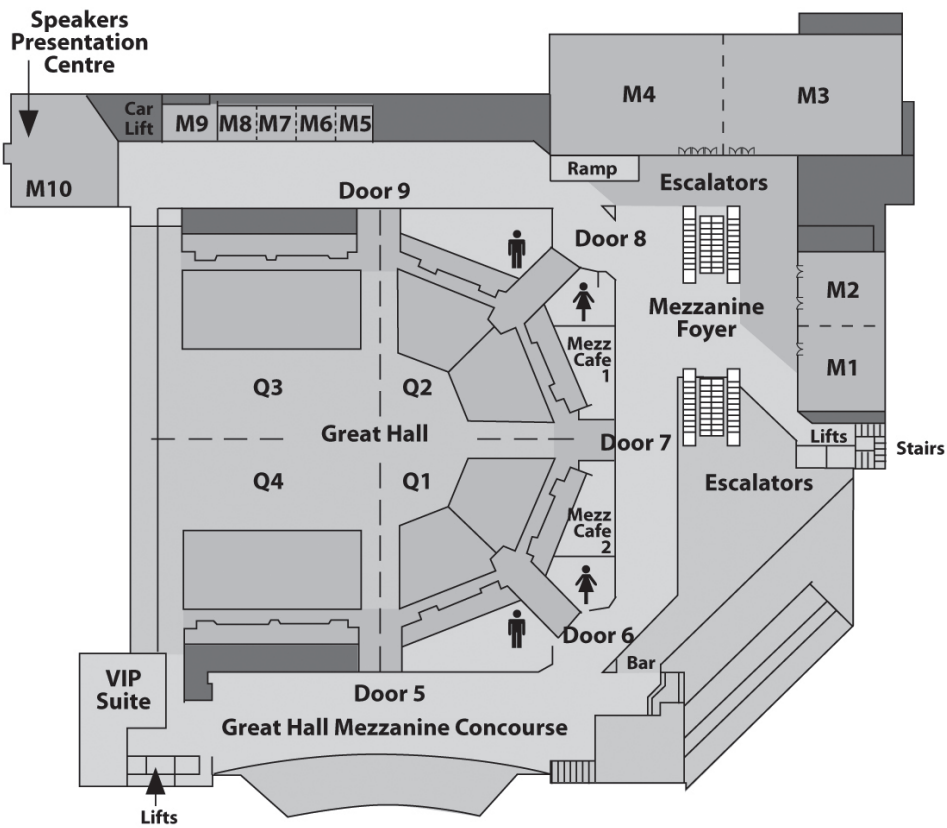 Speakers
Presentation
Centre
Car
Lift
M9
M8
M7
M6
M5
M4
M3
M10
Ramp
Escalators
Door 9
Door 8
Mezzanine
Foyer
M2
M1
Mezz
Cafe
1
Q3
Q2
Great Hall
Door 7
Lifts
Stairs
Q4
Q1
Escalators
Mezz
Cafe
2
Door 6
Bar
VIP
Suite
Door 5
Great Hall Mezzanine Concourse
Lifts